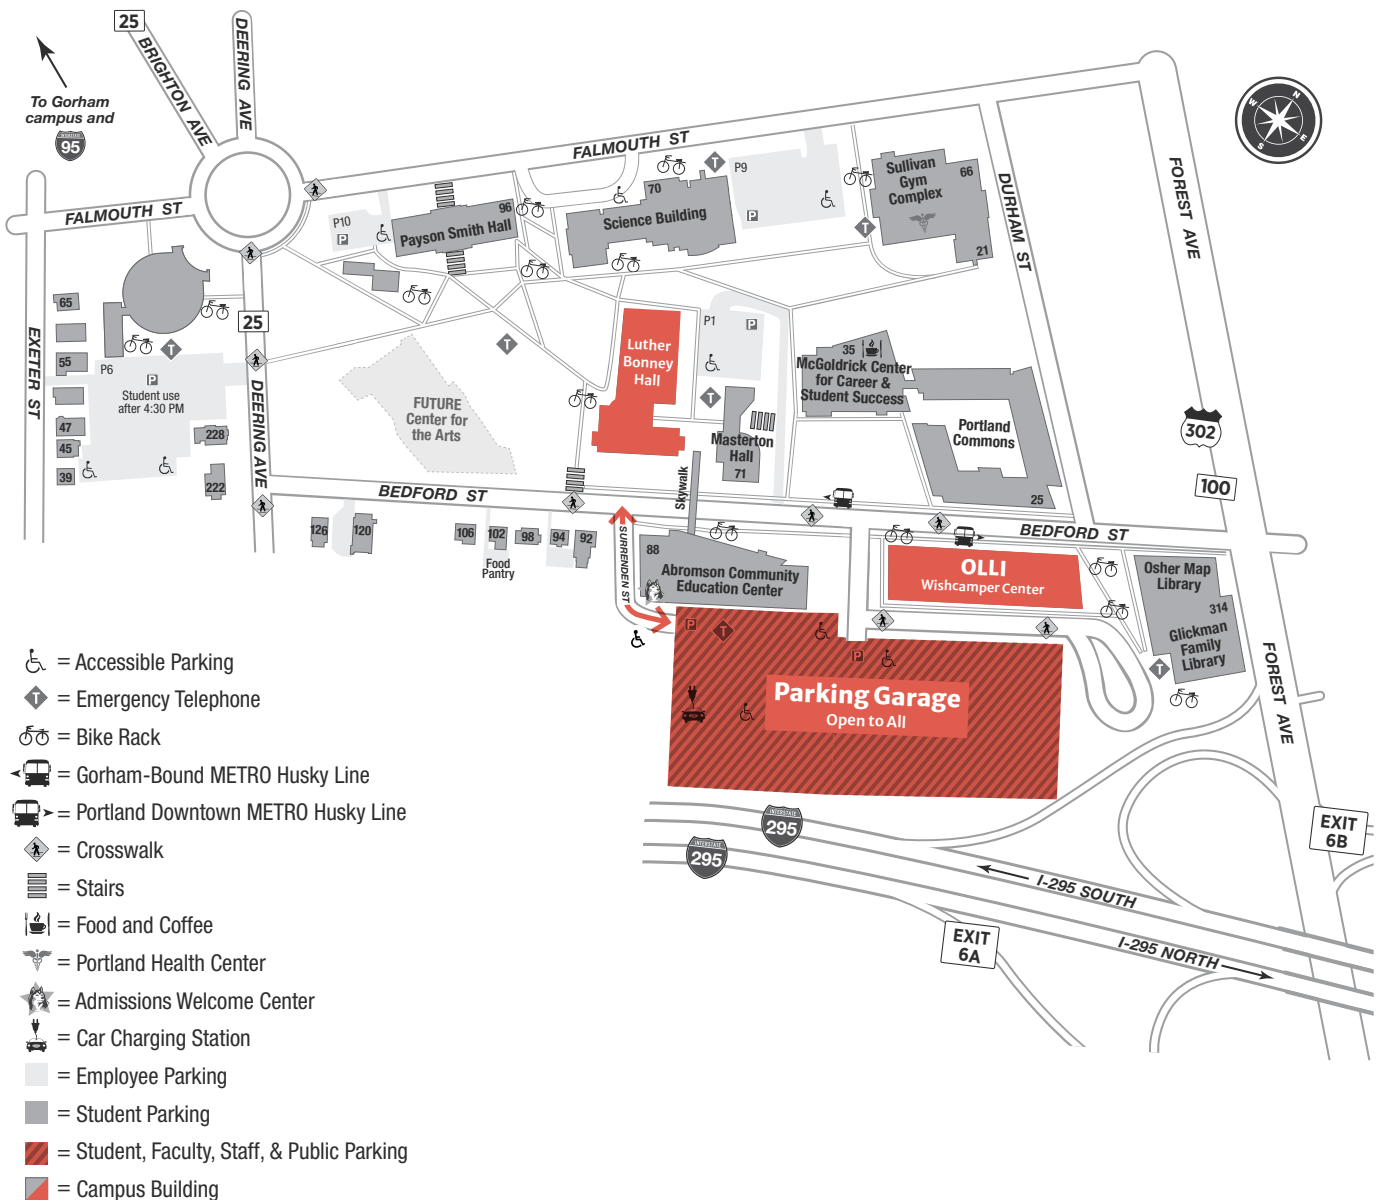 25
BRIGHTON AVE
DEERING AVE
To Gorham
campus and
INTERSTATE
95
FALMOUTH ST
FALMOUTH ST
N
W
E
S
FOREST AVE
DURHAM ST
P10
P
96
Payson Smith Hall
70
Science Building
T
P9
P
Sullivan
Gym
Complex
66
21
T
65
55
47
45
39
EXETER ST
P6
T
P
Student use
after 4:30 PM
228
222
25
DEERING AVE
T
FUTURE
Center for
the Arts
Luther
Bonney
Hall
P1
P
T
Masterton
Hall
71
35
McGoldrick Center
for Career &
Student Success
Portland
Commons
25
302
100
BEDFORD ST
BEDFORD ST
Skywalk
SURRENDEN ST
126
120
106
102
98
94
92
Food
Pantry
88
Abromson Community
Education Center
OLLI
Wishcamper Center
Osher Map
Library
314
Glickman
Family
Library
T
FOREST AVE
P
T
P
Parking Garage
Open to All
INTERSTATE
295
INTERSTATE
295
I-295 SOUTH
I-295 NORTH
EXIT
6A
EXIT
6B
= Accessible Parking
T = Emergency Telephone
= Bike Rack
= Gorham-Bound METRO Husky Line
= Portland Downtown METRO Husky Line
= Crosswalk
= Stairs
= Food and Coffee
= Portland Health Center
= Admissions Welcome Center
= Car Charging Station
= Employee Parking
= Student Parking
= Student, Faculty, Staff, & Public Parking
= Campus Building